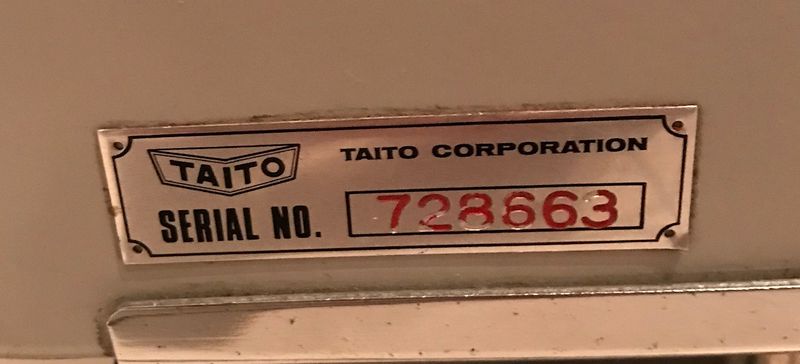 TAITO
TAITO CORPORATION
SERIAL NO. 728663